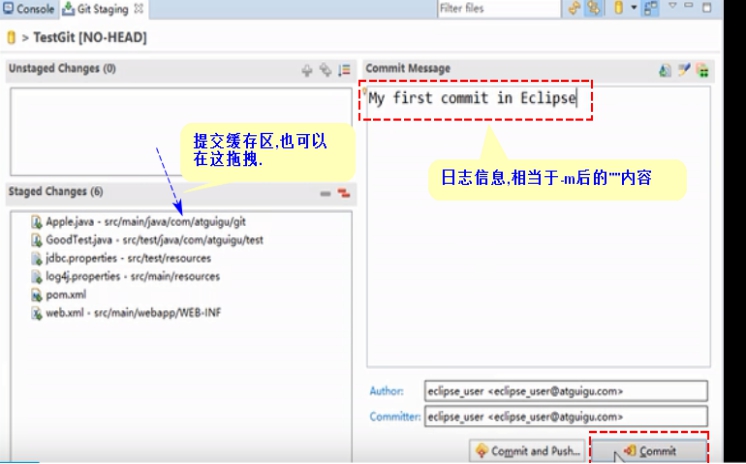 Console Git Staging
Filter files
> TestGit [NO-HEAD]
Unstaged Changes (0)
Commit Message
My first commit in Eclipse
提交缓存区,也可以
在这拖拽.
日志信息,相当于-m后的""内容
Staged Changes (6)
Apple.java - src/main/java/com/atguigu/git
GoodTest.java - src/test/java/com/atguigu/test
jdbc.properties - src/test/resources
log4j.properties - src/main/resources
pom.xml
web.xml - src/main/webapp/WEB-INF
Author: eclipse_user <eclipse_user@atguigu.com>
Committer: eclipse_user <eclipse_user@atguigu.com>
Commit and Push... Commit